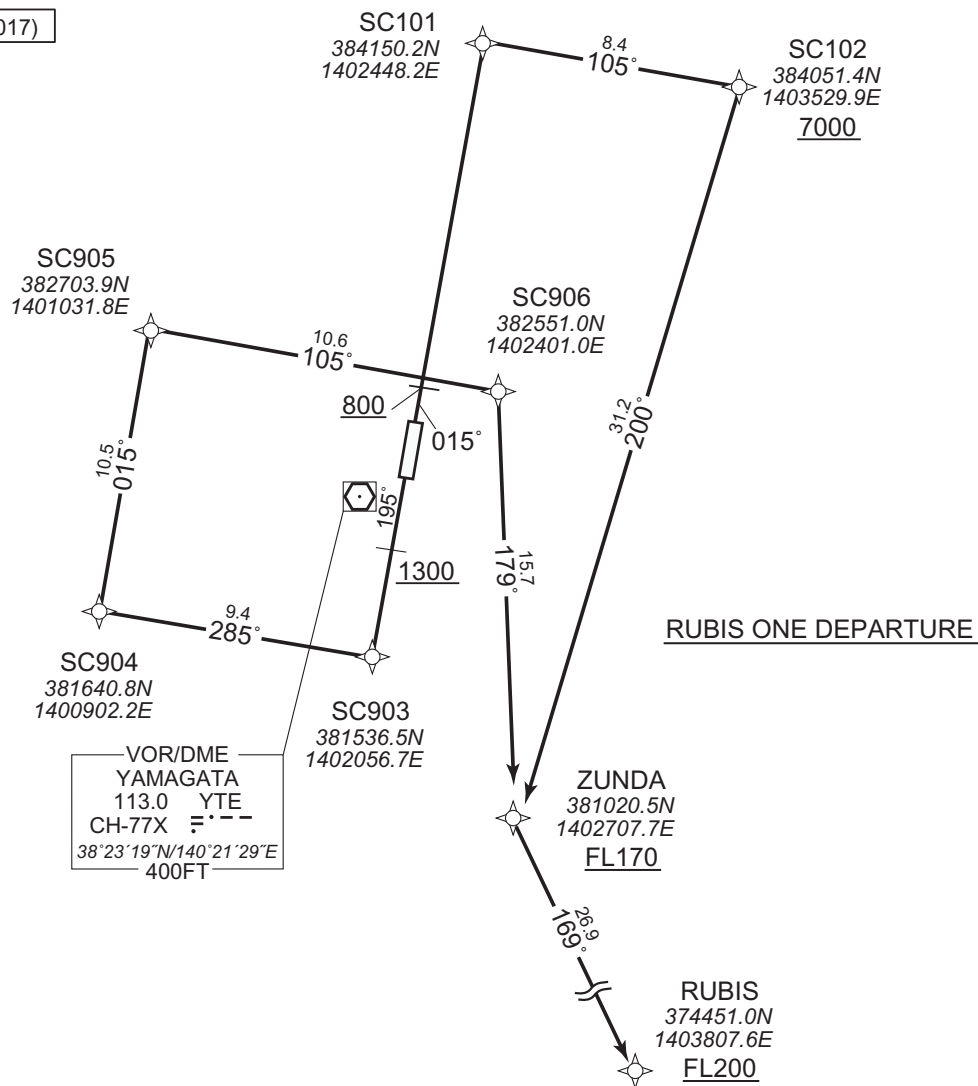 017)
SC101
384150.2N
1402448.2E
8.4
105°
SC102
384051.4N
1403529.9E
7000
SC905
382703.9N
1401031.8E
10.6
105°
SC906
382551.0N
1402401.0E
800
015°
31.2
200°
10.5
015°
195°
1300
15.7
179°
RUBIS ONE DEPARTURE
9.4
285°
SC904
381640.8N
1400902.2E
SC903
381536.5N
1402056.7E
VOR/DME
YAMAGATA
113.0 YTE
CH-77X
38°23′19″N/140°21′29″E
400FT
ZUNDA
381020.5N
1402707.7E
FL170
26.9
169°
RUBIS
374451.0N
1403807.6E
FL200